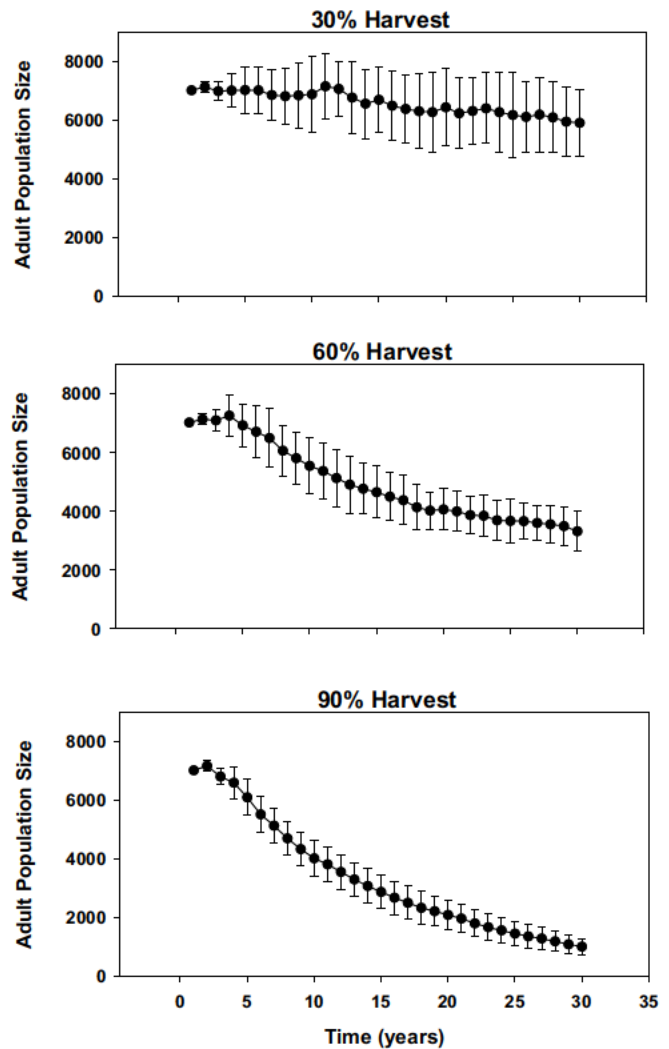 30% Harvest
Adult Population Size
8000
6000
4000
2000
0
60% Harvest
Adult Population Size
8000
6000
4000
2000
0
90% Harvest
Adult Population Size
8000
6000
4000
2000
0
0 5 10 15 20 25 30 35
Time (years)